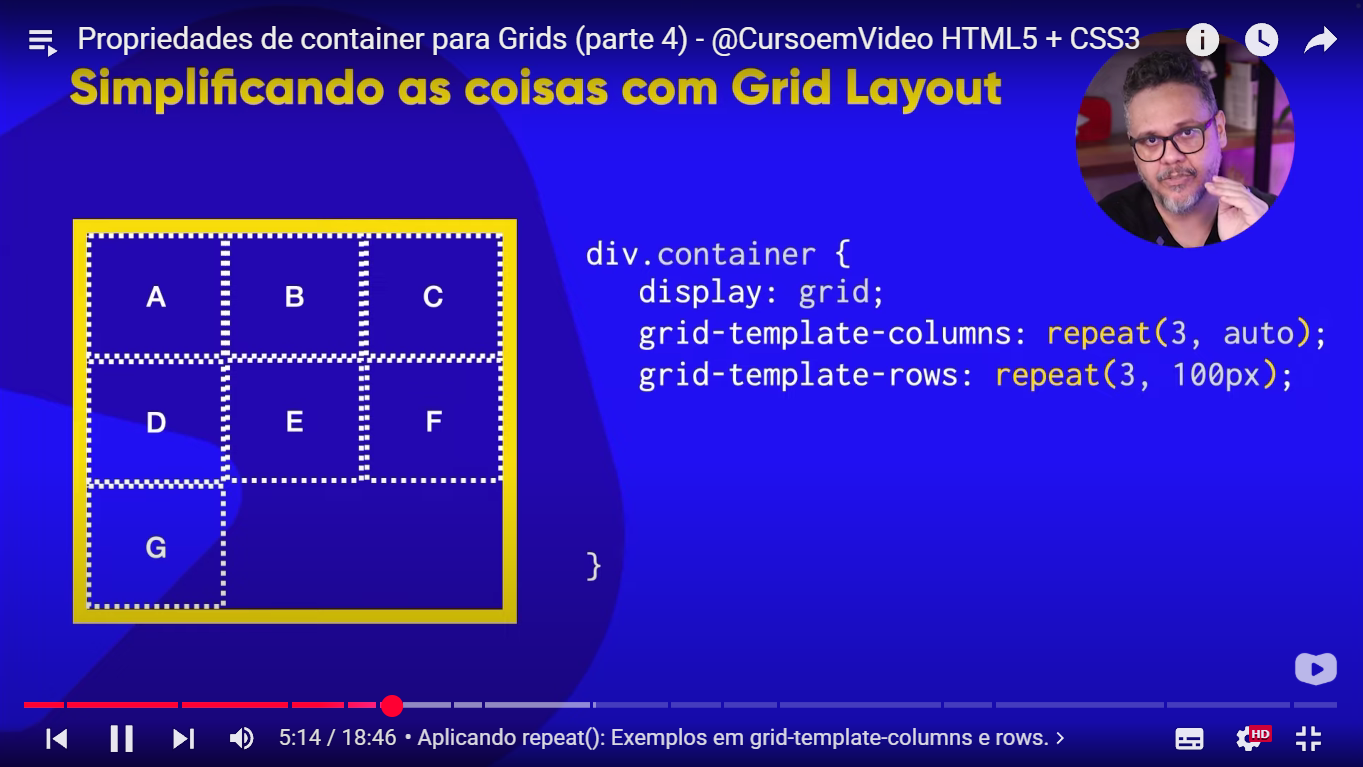 Propriedades de container para Grids (parte 4) - @CursoemVideo HTML5 + CSS3
Simplificando as coisas com Grid Layout
A B C
D E F
G
div.container {
display: grid;
grid-template-columns: repeat(3, auto);
grid-template-rows: repeat(3, 100px);
}
5:14 / 18:46 • Aplicando repeat(): Exemplos em grid-template-columns e rows. >
HD